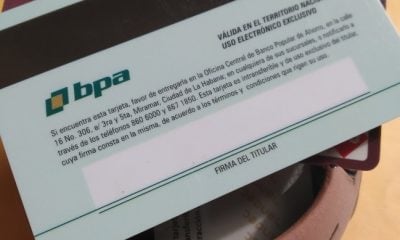 VÁLIDA EN EL TERRITORIO NACIO
USO ELECTRÓNICO EXCLUSIVO
bpa
Si encuentra esta tarjeta, favor de entregarla en la Oficina Central de Banco Popular de Ahorro, en la calle
16 No. 306, e/ 3ra y 5ta, Miramar, Ciudad de La Habana; en cualquiera de sus sucursales, o notificarlo a
través de los teléfonos 860 6000 y 867 1850. Esta tarjeta es intransferible y de uso exclusivo del titular,
cuya firma consta en la misma, de acuerdo a los términos y condiciones que rigen su uso.
FIRMA DEL TITULAR